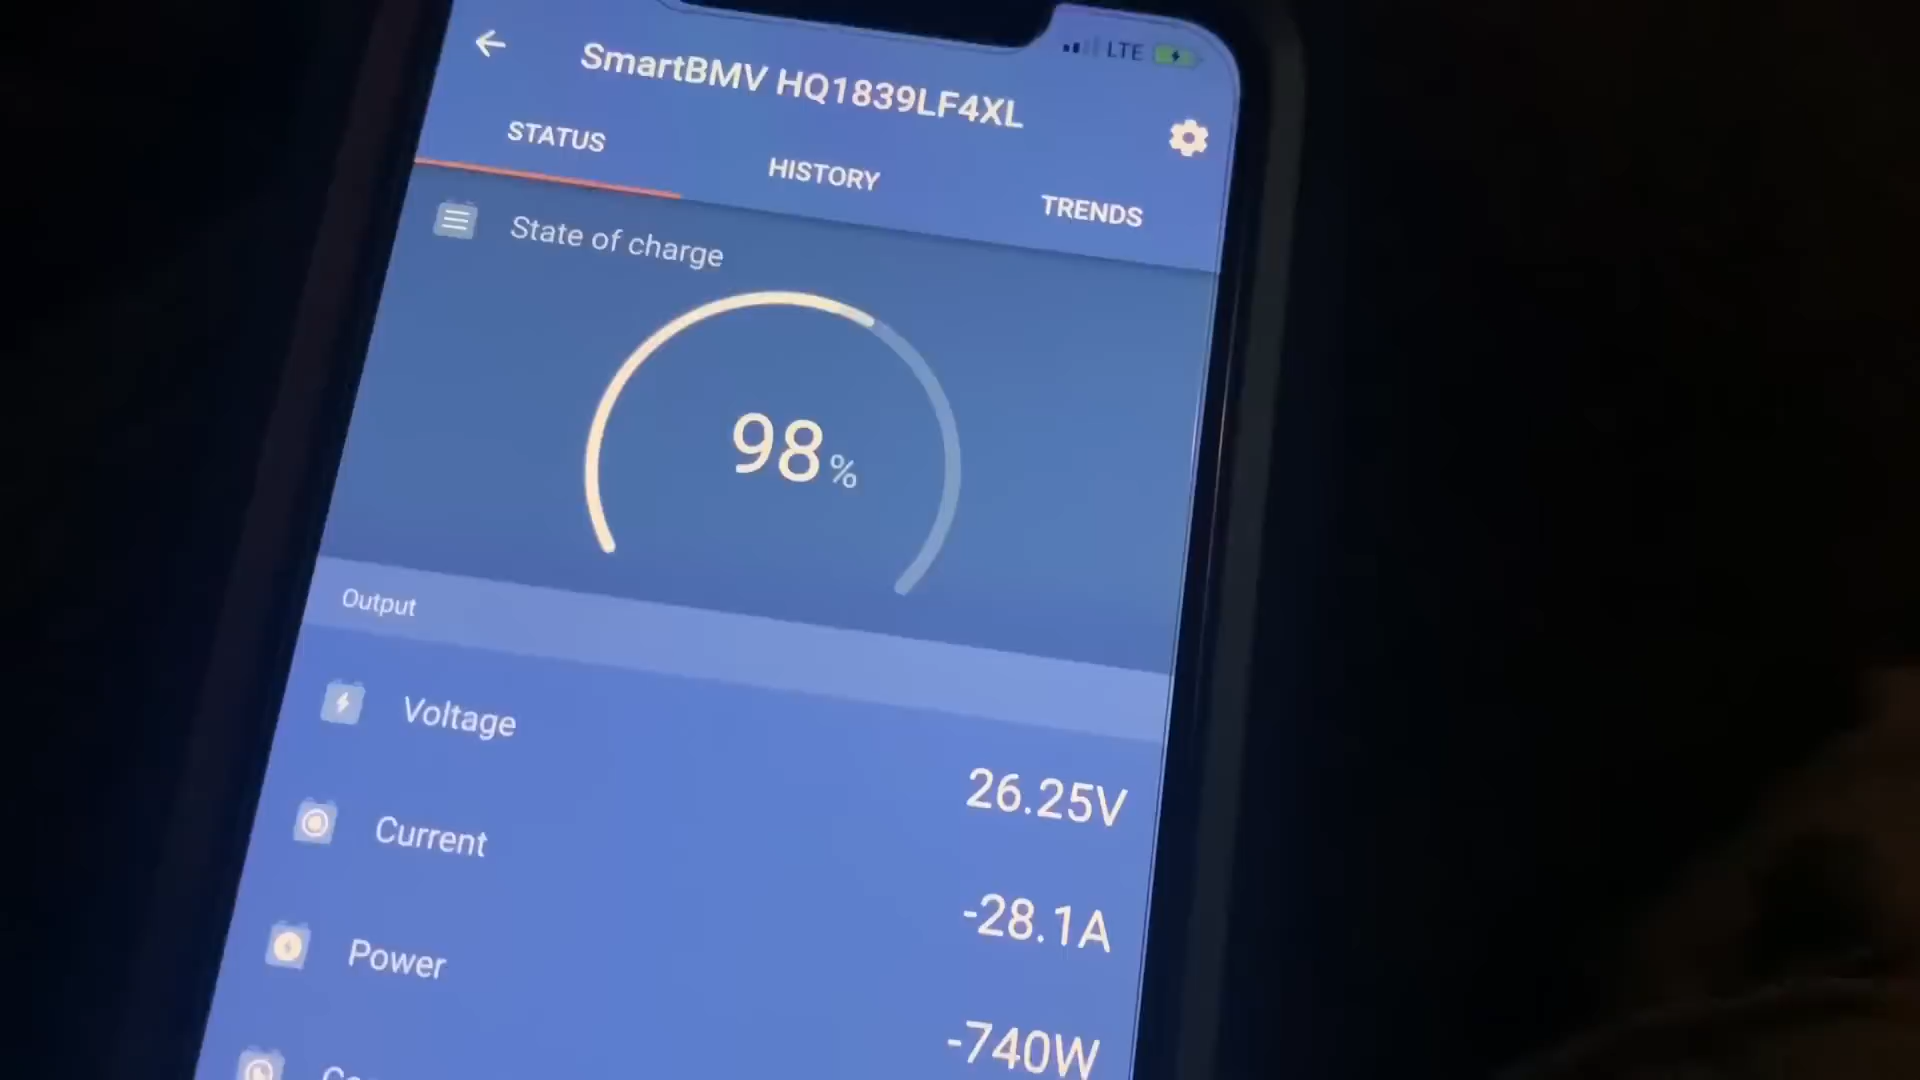 LTE
SmartBMV HQ1839LF4XL
STATUS
HISTORY
TRENDS
State of charge
98%
Output
Voltage
26.25V
Current
-28.1A
Power
-740W